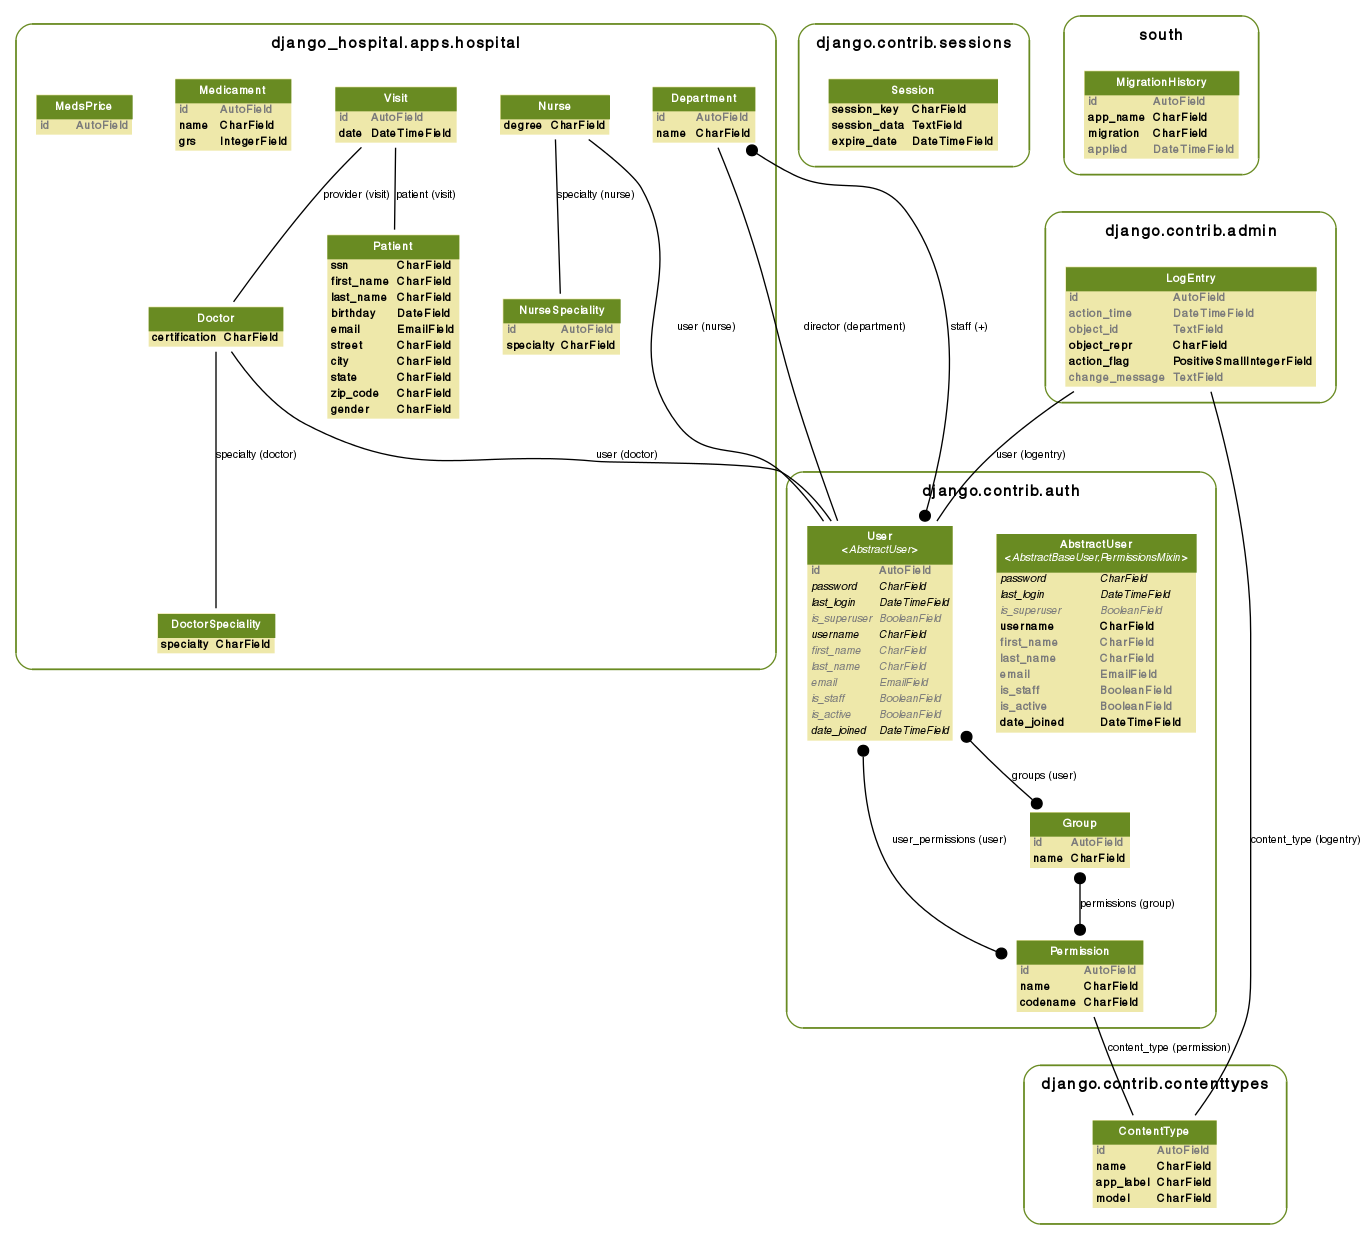 django_hospital.apps.hospital
MedsPrice
id AutoField
Medicament
id AutoField
name CharField
grs IntegerField
Visit
id AutoField
date DateTimeField
Nurse
degree CharField
Department
id AutoField
name CharField
provider (visit)
patient (visit)
specialty (nurse)
Patient
ssn CharField
first_name CharField
last_name CharField
birthday DateField
email EmailField
street CharField
city CharField
state CharField
zip_code CharField
gender CharField
Doctor
certification CharField
NurseSpeciality
id AutoField
specialty CharField
user (nurse)
director (department)
staff (+)
specialty (doctor)
user (doctor)
DoctorSpeciality
specialty CharField
django.contrib.sessions
Session
session_key CharField
session_data TextField
expire_date DateTimeField
south
MigrationHistory
id AutoField
app_name CharField
migration CharField
applied DateTimeField
django.contrib.admin
LogEntry
id AutoField
action_time DateTimeField
object_id TextField
object_repr CharField
action_flag PositiveSmallIntegerField
change_message TextField
user (logentry)
django.contrib.auth
User
<AbstractUser>
id AutoField
password CharField
last_login DateTimeField
is_superuser BooleanField
username CharField
first_name CharField
last_name CharField
email EmailField
is_staff BooleanField
is_active BooleanField
date_joined DateTimeField
AbstractUser
<AbstractBaseUser,PermissionsMixin>
password CharField
last_login DateTimeField
is_superuser BooleanField
username CharField
first_name CharField
last_name CharField
email EmailField
is_staff BooleanField
is_active BooleanField
date_joined DateTimeField
groups (user)
Group
id AutoField
name CharField
user_permissions (user)
content_type (logentry)
permissions (group)
Permission
id AutoField
name CharField
codename CharField
content_type (permission)
django.contrib.contenttypes
ContentType
id AutoField
name CharField
app_label CharField
model CharField